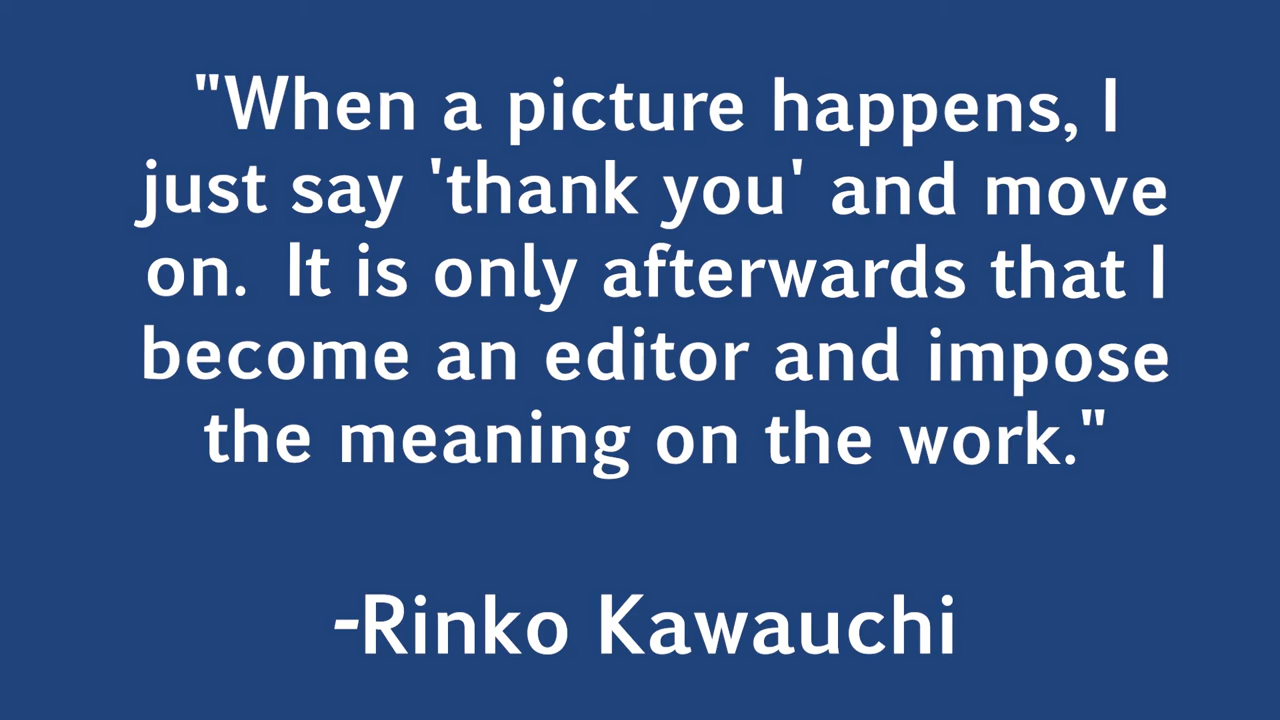 "When a picture happens, I
just say 'thank you' and move
on.  It is only afterwards that I
become an editor and impose
the meaning on the work."
-Rinko Kawauchi